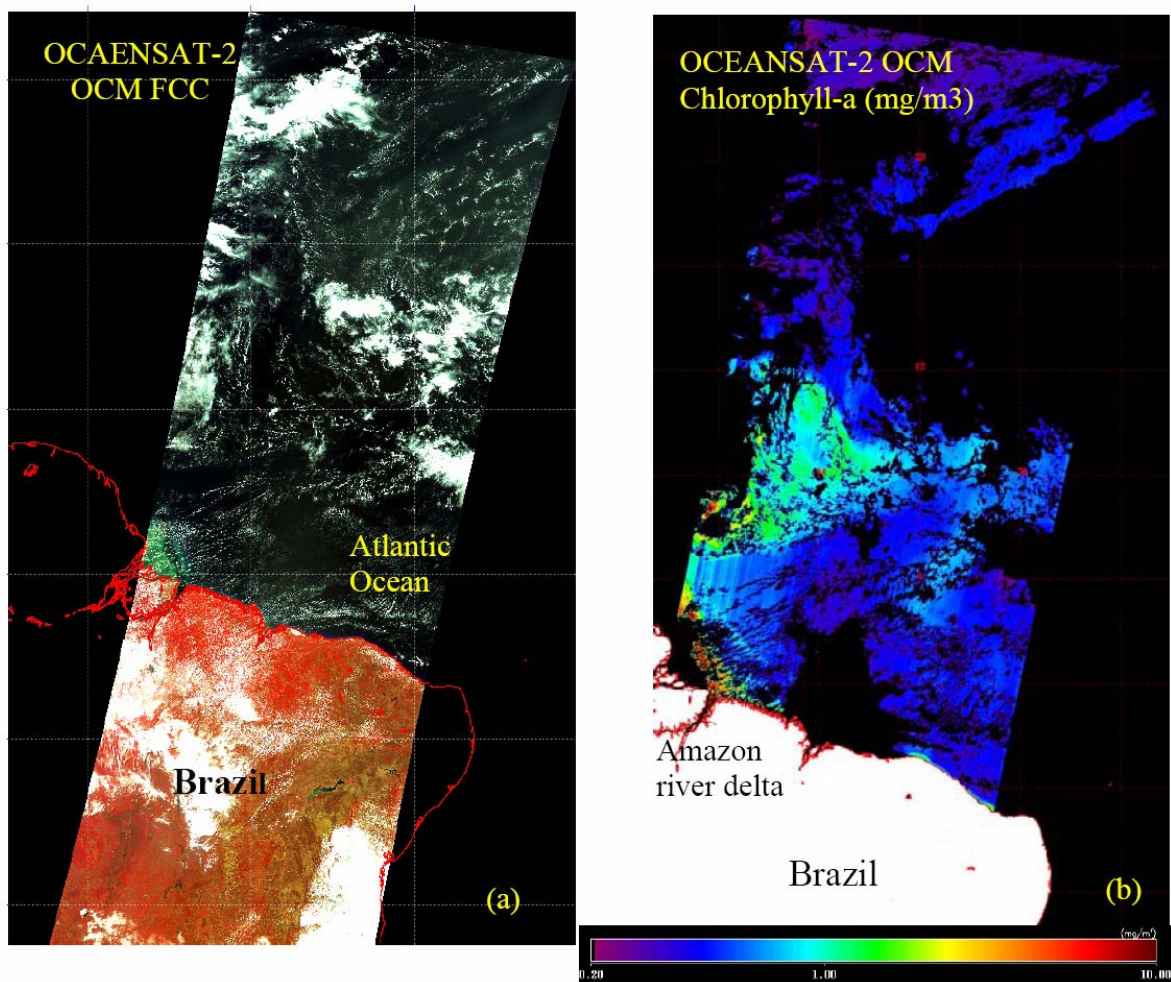 OCAENSAT-2
OCM FCC
Atlantic
Ocean
Brazil
(a)
OCEANSAT-2 OCM
Chlorophyll-a (mg/m3)
12
Amazon
river delta
Brazil
(b)
(mg/m³)
0.20
1.00
10.00